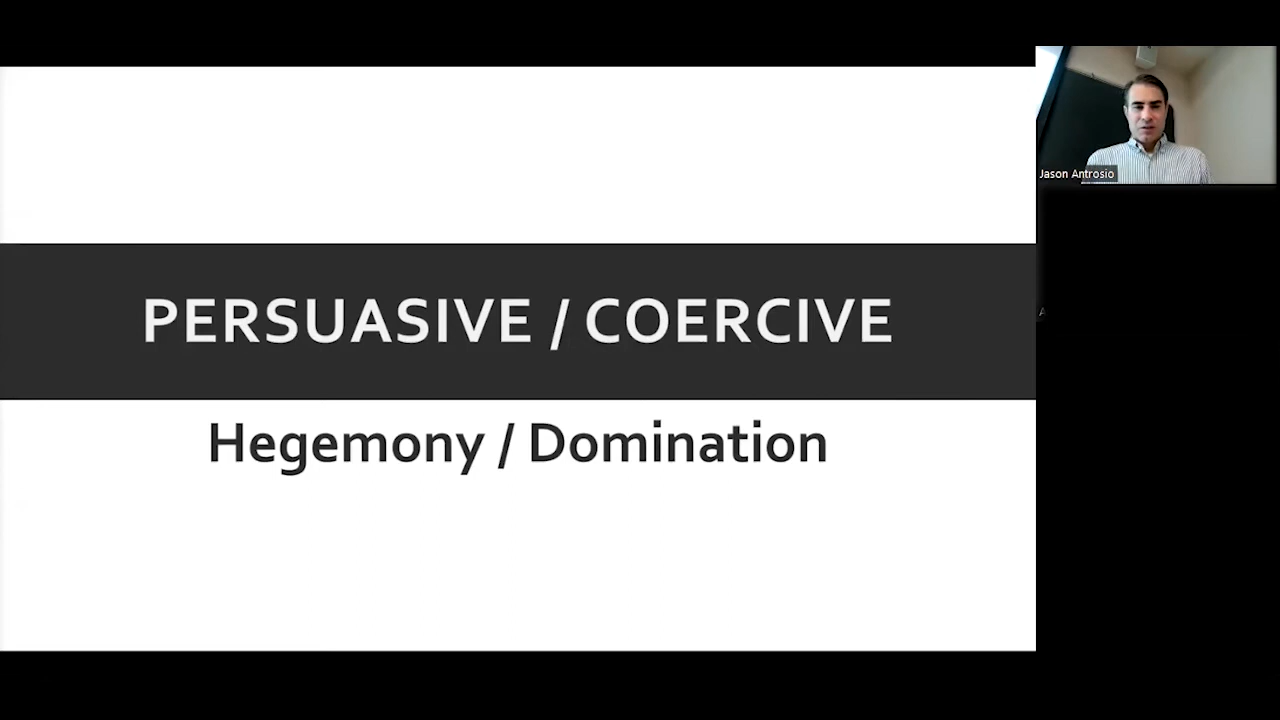 PERSUASIVE / COERCIVE
Hegemony / Domination
Jason Antrosio